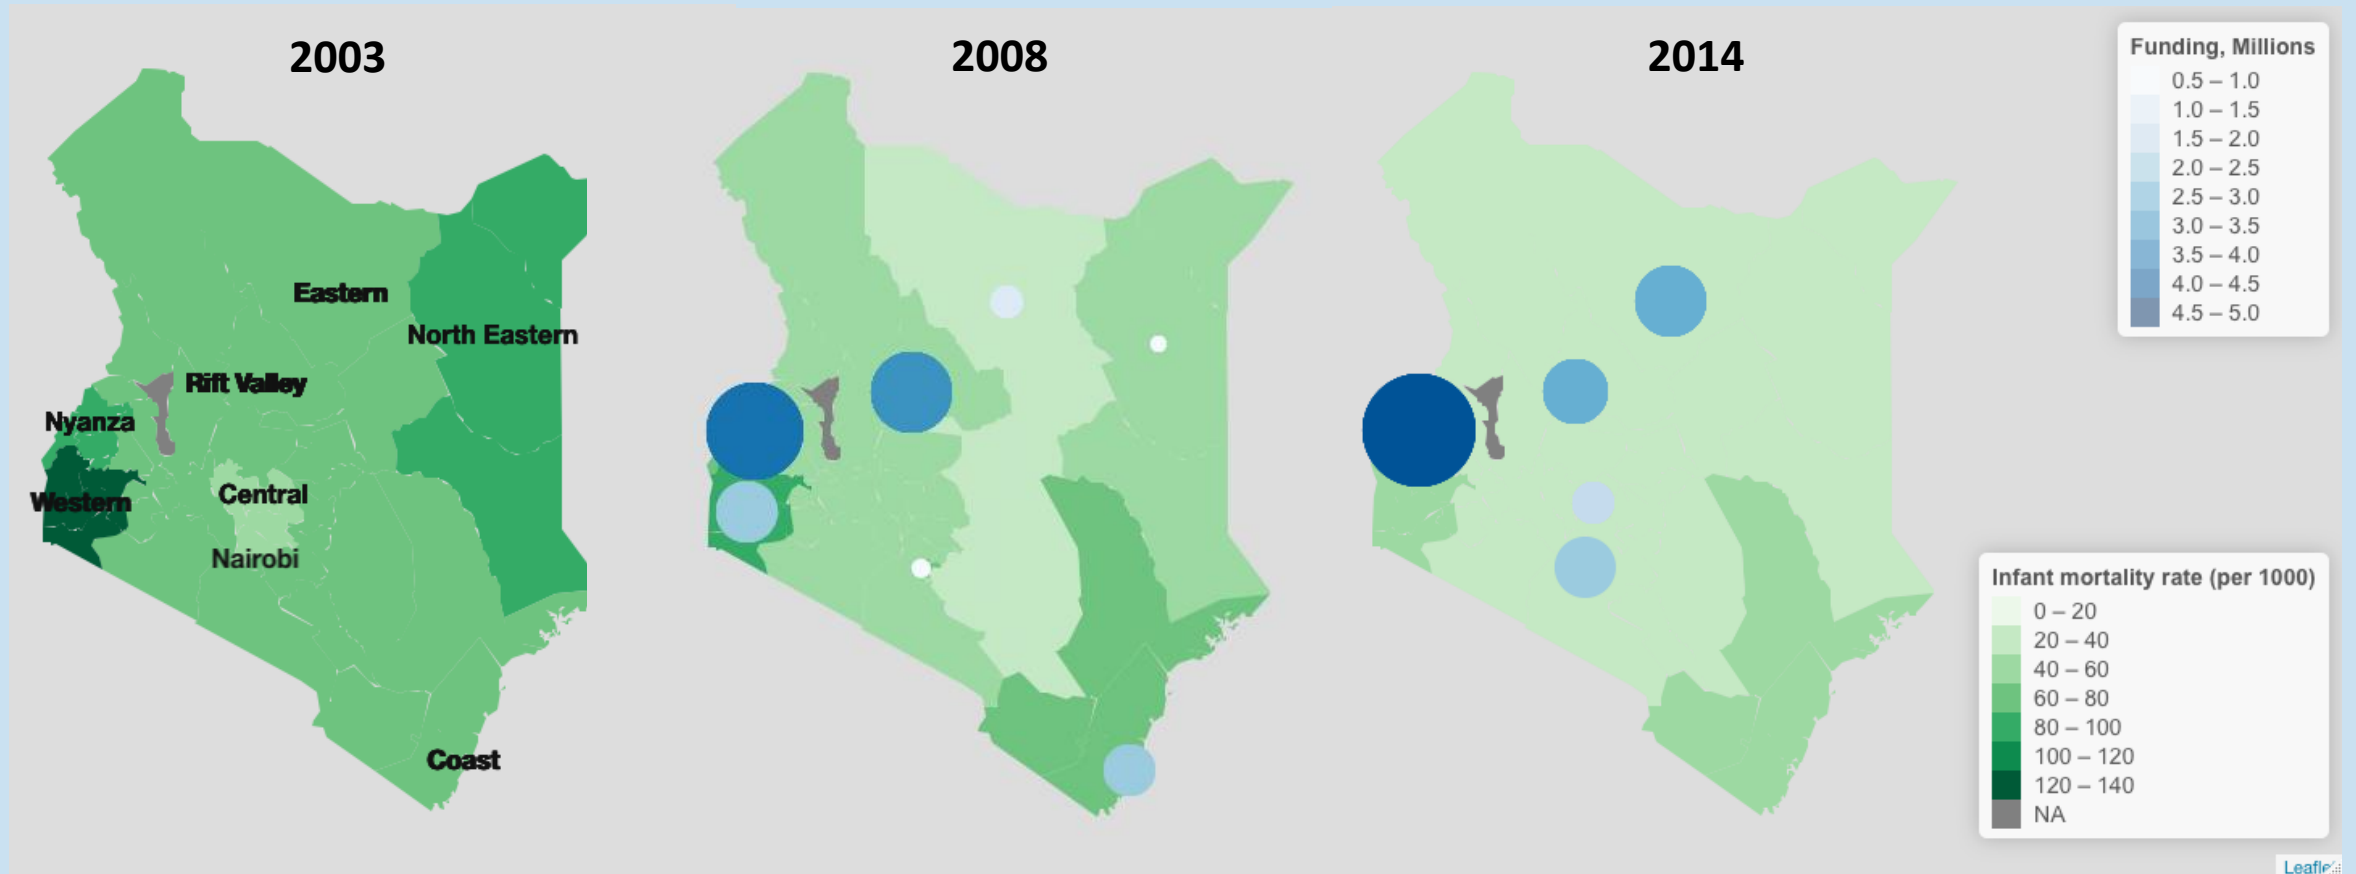 2003
2008
2014
Funding, Millions
0.5 – 1.0
1.0 – 1.5
1.5 – 2.0
2.0 – 2.5
2.5 – 3.0
3.0 – 3.5
3.5 – 4.0
4.0 – 4.5
4.5 – 5.0
Eastern
North Eastern
Rift Valley
Nyanza
Central
Western
Nairobi
Coast
Infant mortality rate (per 1000)
0 – 20
20 – 40
40 – 60
60 – 80
80 – 100
100 – 120
120 – 140
NA